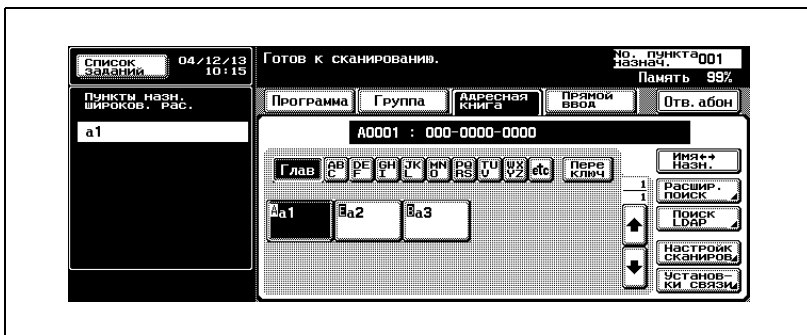 Список
заданий
04/12/13
10:15
Готов к сканированию.
No. пункта
назнач.
001
Память 99%
Пункты назн.
широков. рас.
a1
Программа
Группа
Адресная
книга
Прямой
ввод
Отв. абон
A0001 : 000-0000-0000
Глав
AB
C
DE
F
GH
I
JK
L
MN
O
PQ
RS
TU
V
WX
YZ
etc
Пере
ключ
Имя↔
Назн.
1
1
Расшир.
поиск
Поиск
LDAP
Настройк
сканиров
Установ-
ки связи
a1
a2
a3